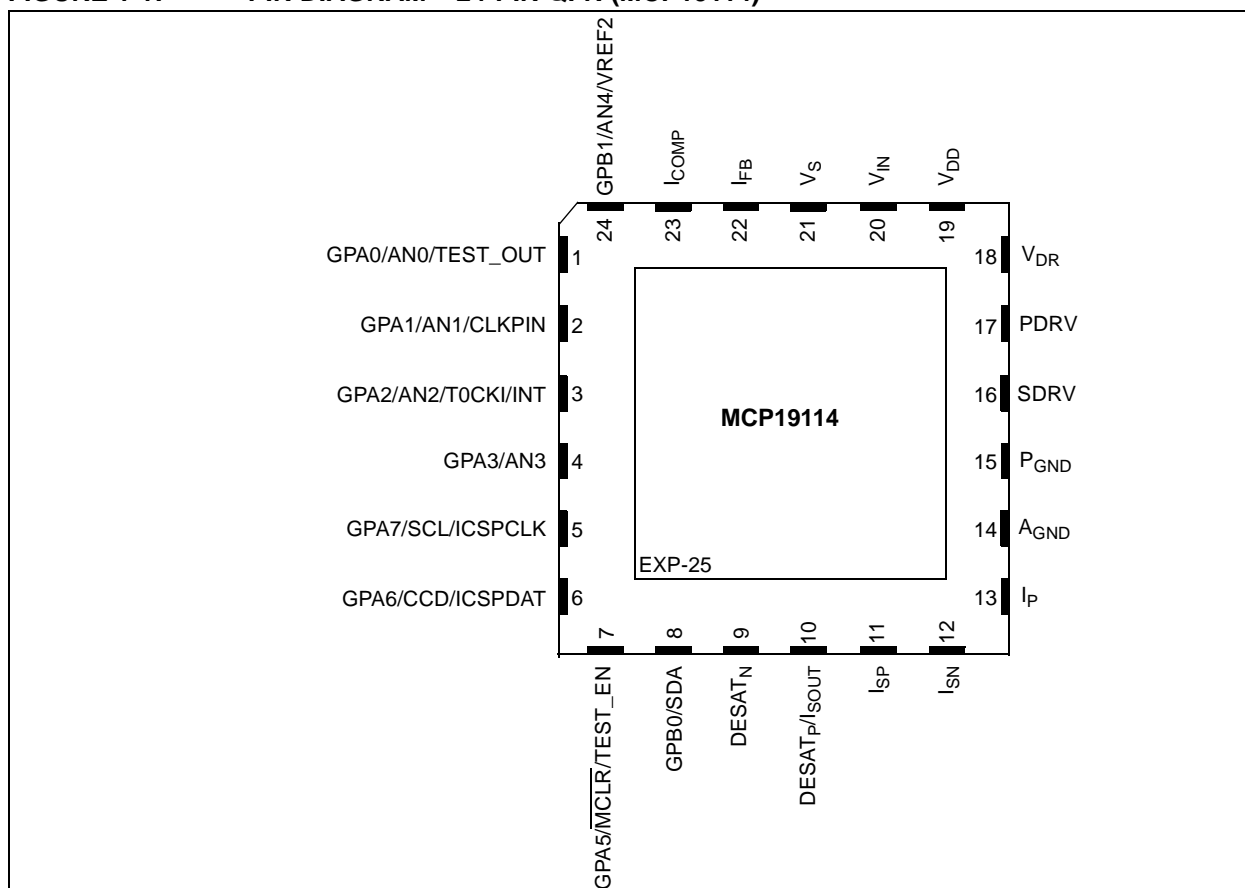 GPB1/AN4/VREF2
ICOMP
IFB
VS
VIN
VDD
24
23
22
21
20
19
GPA0/AN0/TEST_OUT
1
18
VDR
GPA1/AN1/CLKPIN
2
17
PDRV
GPA2/AN2/T0CKI/INT
3
16
SDRV
MCP19114
GPA3/AN3
4
15
PGND
GPA7/SCL/ICSPCLK
5
14
AGND
EXP-25
GPA6/CCD/ICSPDAT
6
13
IP
7
8
9
10
11
12
GPA5/MCLR/TEST_EN
GPB0/SDA
DESATN
DESATP/ISOUT
ISP
ISN